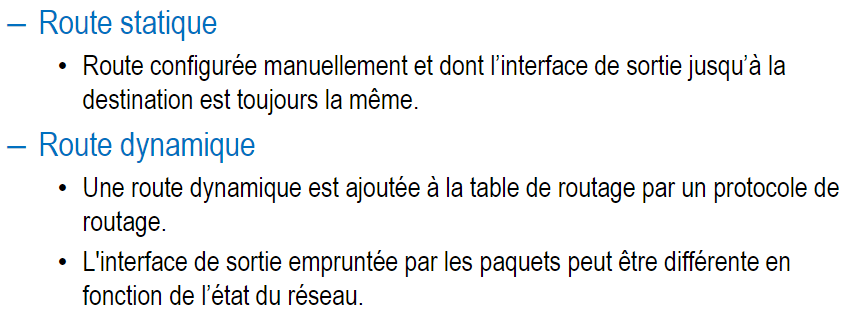 – Route statique
• Route configurée manuellement et dont l’interface de sortie jusqu’à la
destination est toujours la même.
– Route dynamique
• Une route dynamique est ajoutée à la table de routage par un protocole de
routage.
• L'interface de sortie empruntée par les paquets peut être différente en
fonction de l’état du réseau.